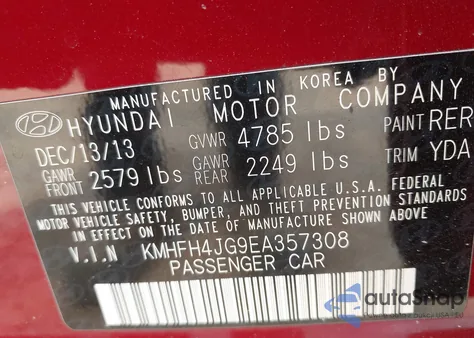 MANUFACTURED IN KOREA BY
HYUNDAI MOTOR COMPANY
DEC/13/13 GVWR 4785 lbs PAINT RER
GAWR FRONT 2579 lbs GAWR REAR 2249 lbs TRIM YDA
THIS VEHICLE CONFORMS TO ALL APPLICABLE FEDERAL
MOTOR VEHICLE SAFETY, BUMPER, AND THEFT PREVENTION STANDARDS
IN EFFECT ON THE DATE OF MANUFACTURE SHOWN ABOVE
V.I.N KMHFH4JG9EA357308
PASSENGER CAR
autoSnap